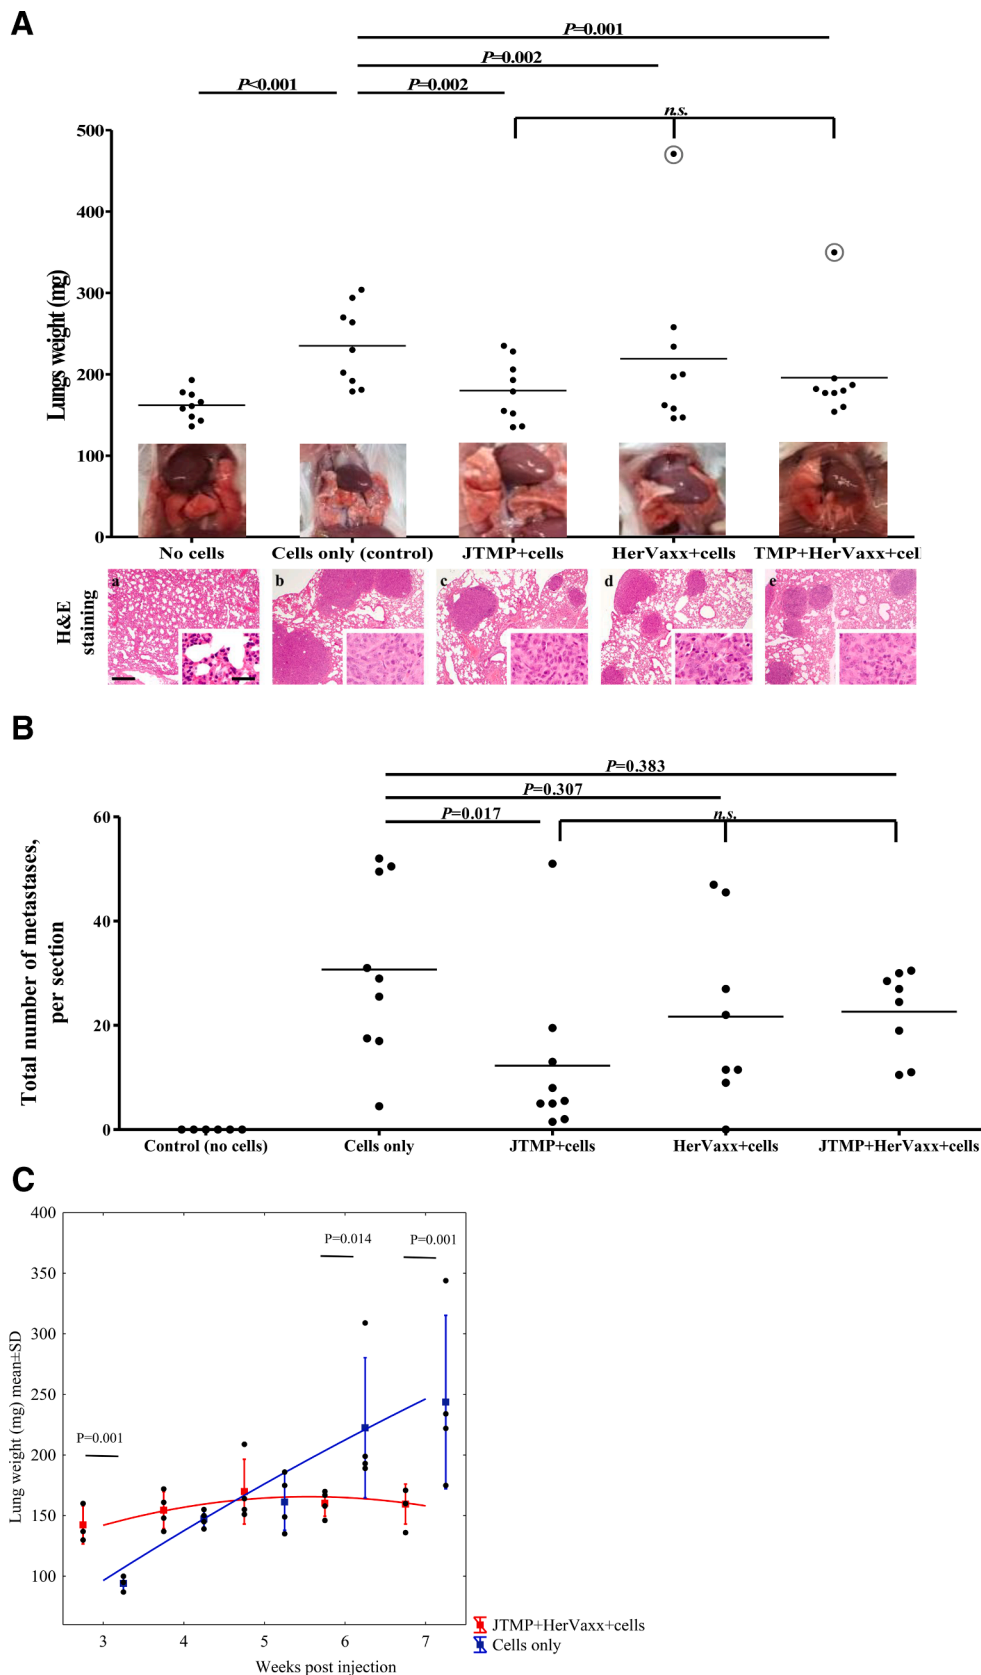 A
P=0.001
P=0.002
P<0.001
P=0.002
n.s.
500
400
300
200
100
0
Lungs weight (mg)
No cells
Cells only (control)
JTMP+cells
HerVaxx+cells
TMP+HerVaxx+cel
H&E
staining
a
b
c
d
e
B
P=0.383
P=0.307
P=0.017
n.s.
60
40
20
0
Total number of metastases,
per section
Control (no cells)
Cells only
JTMP+cells
HerVaxx+cells
JTMP+HerVaxx+cells
C
400
350
300
250
200
150
100
Lung weight (mg) mean±SD
P=0.001
P=0.014
P=0.001
3
4
5
6
7
Weeks post injection
JTMP+HerVaxx+cells
Cells only